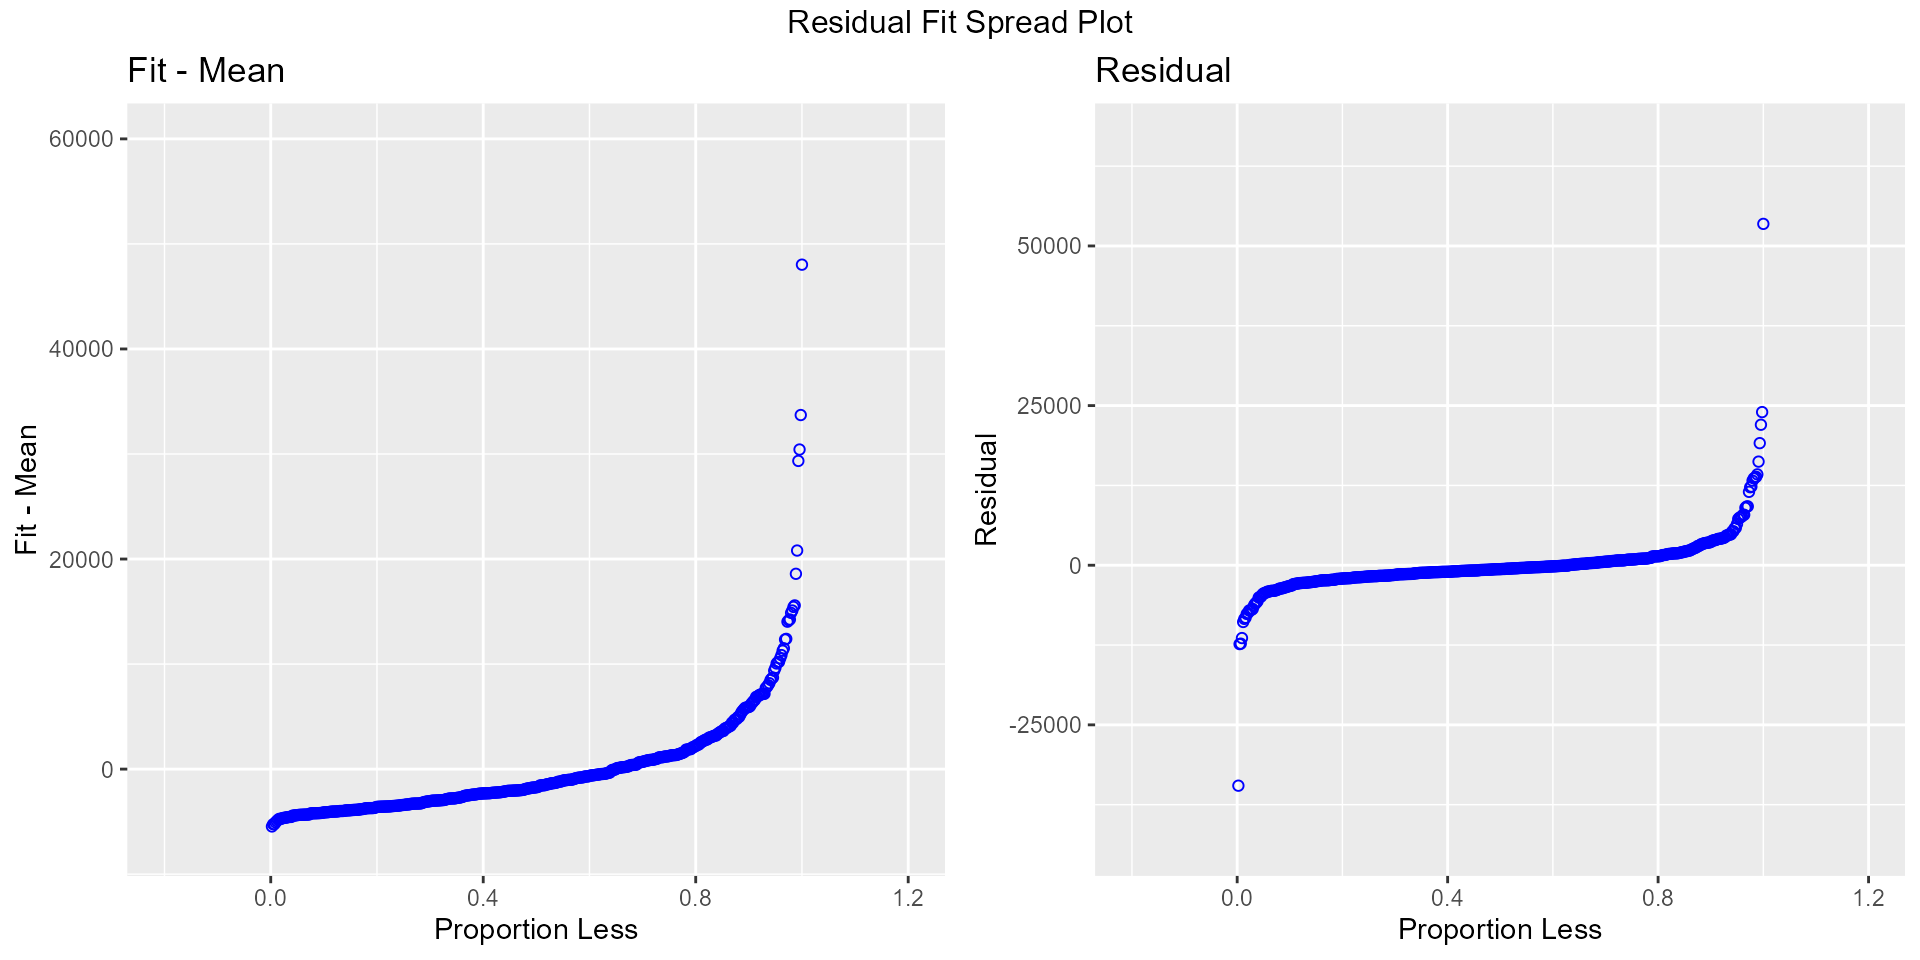 Residual Fit Spread Plot
Fit - Mean
60000
40000
20000
0
Fit - Mean
0.0 0.4 0.8 1.2
Proportion Less
Residual
50000
25000
0
-25000
Residual
0.0 0.4 0.8 1.2
Proportion Less